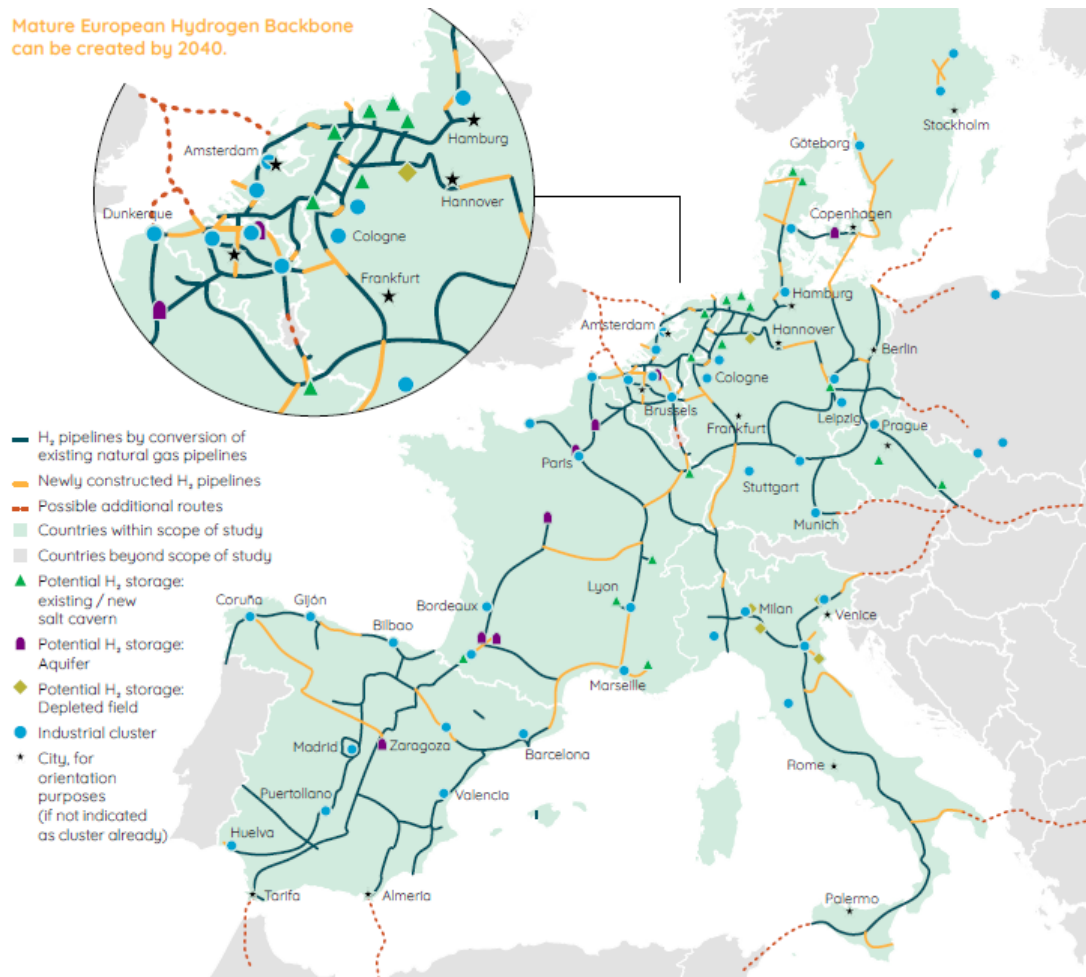 Mature European Hydrogen Backbone
can be created by 2040.
Amsterdam
Hamburg
Hannover
Dunkerque
Cologne
Frankfurt
Stockholm
Göteborg
Copenhagen
Hamburg
Amsterdam
Hannover
Berlin
Cologne
Brussels
Leipzig
Frankfurt
Prague
Paris
Stuttgart
Munich
H₂ pipelines by conversion of
existing natural gas pipelines
Newly constructed H₂ pipelines
Possible additional routes
Countries within scope of study
Countries beyond scope of study
Potential H₂ storage:
existing / new
salt cavern
Potential H₂ storage:
Aquifer
Potential H₂ storage:
Depleted field
Industrial cluster
City, for
orientation
purposes
(if not indicated
as cluster already)
Lyon
Milan
Venice
Coruña
Gijón
Bordeaux
Bilbao
Marseille
Madrid
Zaragoza
Barcelona
Rome
Puertollano
Valencia
Huelva
Tarifa
Almeria
Palermo